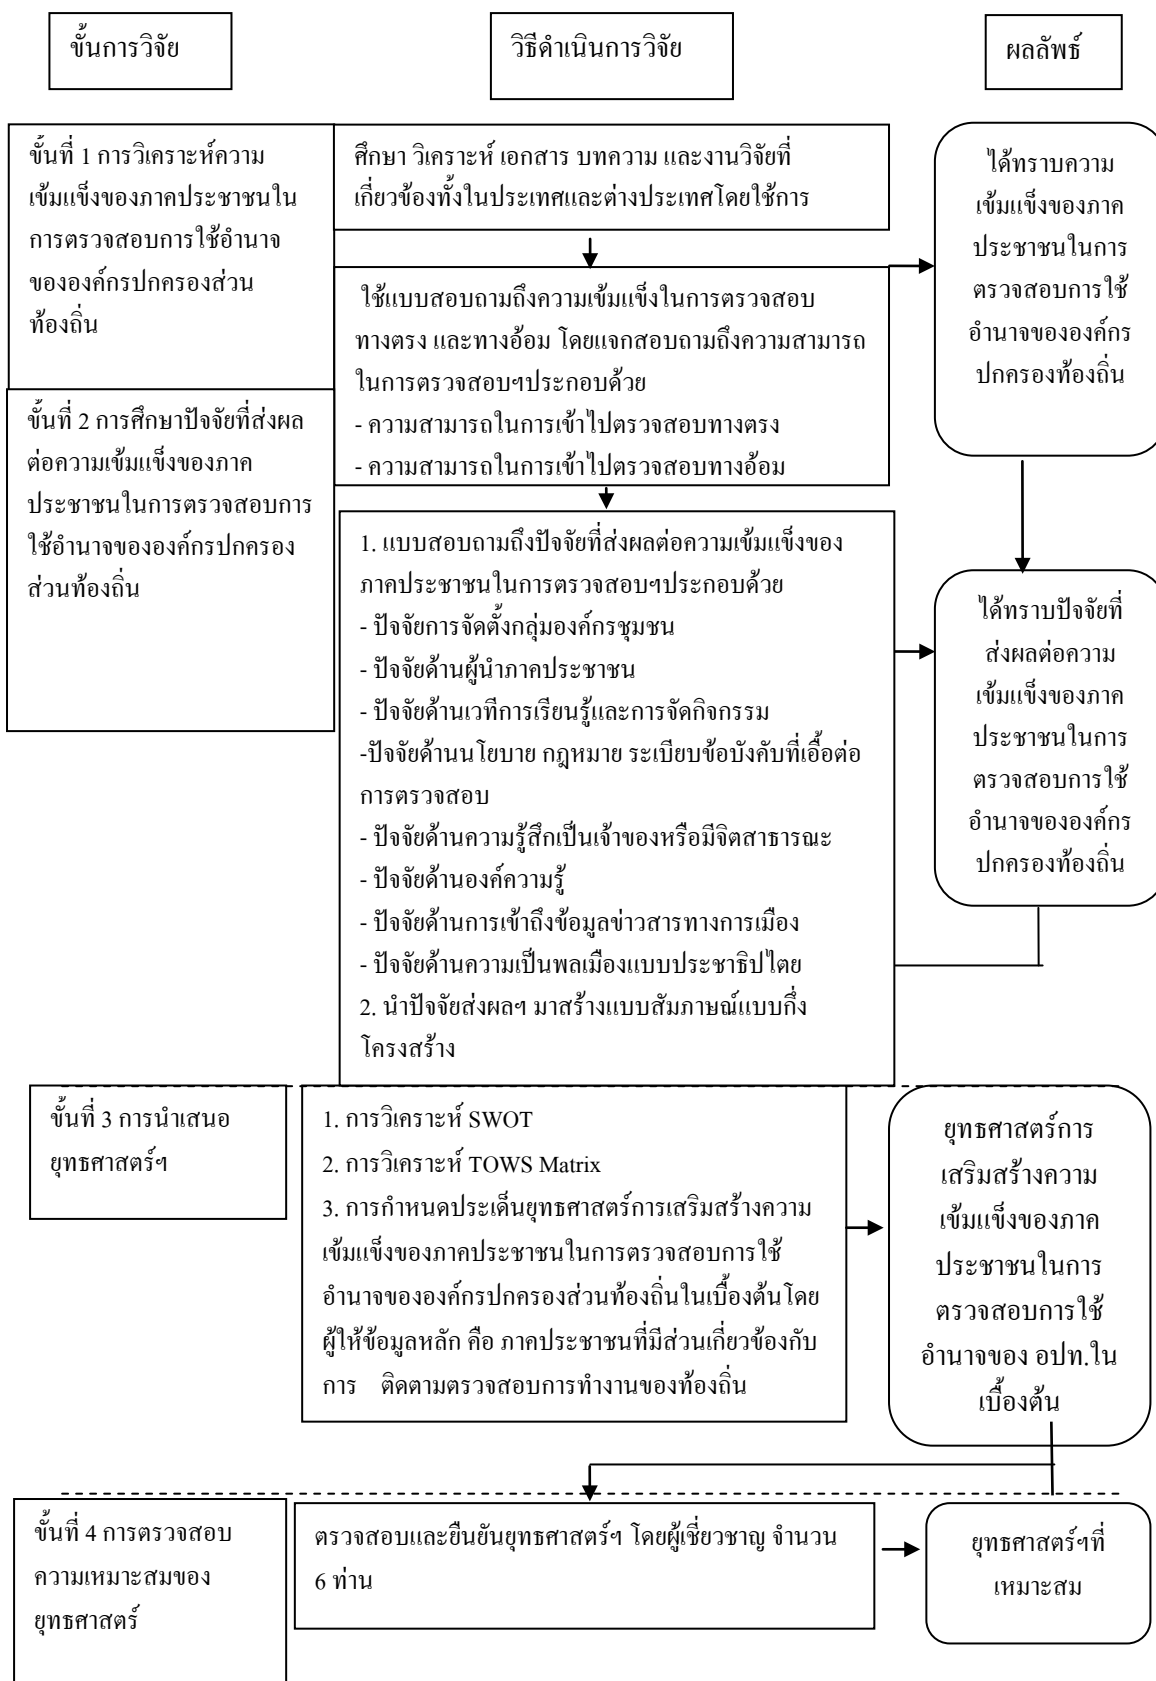 ขั้นการวิจัย
วิธีดำเนินการวิจัย
ผลลัพธ์
ขั้นที่ 1 การวิเคราะห์ความ
เข้มแข็งของภาคประชาชนใน
การตรวจสอบการใช้อำนาจ
ขององค์กรปกครองส่วน
ท้องถิ่น
ศึกษา วิเคราะห์ เอกสาร บทความ และงานวิจัยที่
เกี่ยวข้องทั้งในประเทศและต่างประเทศโดยใช้การ
ใช้แบบสอบถามถึงความเข้มแข็งในการตรวจสอบ
ทางตรง และทางอ้อม โดยแจกสอบถามถึงความสามารถ
ในการตรวจสอบฯประกอบด้วย
- ความสามารถในการเข้าไปตรวจสอบทางตรง
- ความสามารถในการเข้าไปตรวจสอบทางอ้อม
ได้ทราบความ
เข้มแข็งของภาค
ประชาชนในการ
ตรวจสอบการใช้
อำนาจขององค์กร
ปกครองท้องถิ่น
ขั้นที่ 2 การศึกษาปัจจัยที่ส่งผล
ต่อความเข้มแข็งของภาค
ประชาชนในการตรวจสอบการ
ใช้อำนาจขององค์กรปกครอง
ส่วนท้องถิ่น
1. แบบสอบถามถึงปัจจัยที่ส่งผลต่อความเข้มแข็งของ
ภาคประชาชนในการตรวจสอบฯประกอบด้วย
- ปัจจัยการจัดตั้งกลุ่มองค์กรชุมชน
- ปัจจัยด้านผู้นำภาคประชาชน
- ปัจจัยด้านเวทีการเรียนรู้และการจัดกิจกรรม
-ปัจจัยด้านนโยบาย กฎหมาย ระเบียบข้อบังคับที่เอื้อต่อ
การตรวจสอบ
- ปัจจัยด้านความรู้สึกเป็นเจ้าของหรือมีจิตสาธารณะ
- ปัจจัยด้านองค์ความรู้
- ปัจจัยด้านการเข้าถึงข้อมูลข่าวสารทางการเมือง
- ปัจจัยด้านความเป็นพลเมืองแบบประชาธิปไตย
2. นำปัจจัยส่งผลฯ มาสร้างแบบสัมภาษณ์แบบกึ่ง
โครงสร้าง
ได้ทราบปัจจัยที่
ส่งผลต่อความ
เข้มแข็งของภาค
ประชาชนในการ
ตรวจสอบการใช้
อำนาจขององค์กร
ปกครองท้องถิ่น
ขั้นที่ 3 การนำเสนอ
ยุทธศาสตร์ฯ
1. การวิเคราะห์ SWOT
2. การวิเคราะห์ TOWS Matrix
3. การกำหนดประเด็นยุทธศาสตร์การเสริมสร้างความ
เข้มแข็งของภาคประชาชนในการตรวจสอบการใช้
อำนาจขององค์กรปกครองส่วนท้องถิ่นในเบื้องต้นโดย
ผู้ให้ข้อมูลหลัก คือ ภาคประชาชนที่มีส่วนเกี่ยวข้องกับ
การ ติดตามตรวจสอบการทำงานของท้องถิ่น
ยุทธศาสตร์การ
เสริมสร้างความ
เข้มแข็งของภาค
ประชาชนในการ
ตรวจสอบการใช้
อำนาจของ อปท.ใน
เบื้องต้น
ขั้นที่ 4 การตรวจสอบ
ความเหมาะสมของ
ยุทธศาสตร์
ตรวจสอบและยืนยันยุทธศาสตร์ฯ โดยผู้เชี่ยวชาญ จำนวน
6 ท่าน
ยุทธศาสตร์ฯที่
เหมาะสม